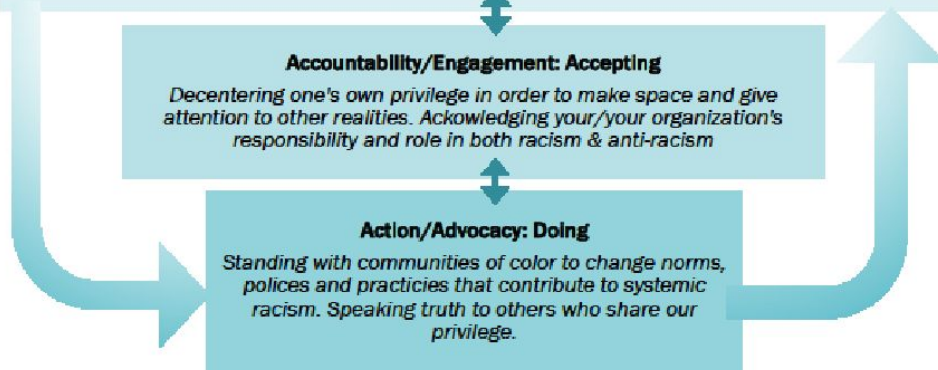 Accountability/Engagement: Accepting
Decentering one's own privilege in order to make space and give
attention to other realities. Ackowledging your/your organization's
responsibility and role in both racism & anti-racism
Action/Advocacy: Doing
Standing with communities of color to change norms,
polices and practicies that contribute to systemic
racism. Speaking truth to others who share our
privilege.